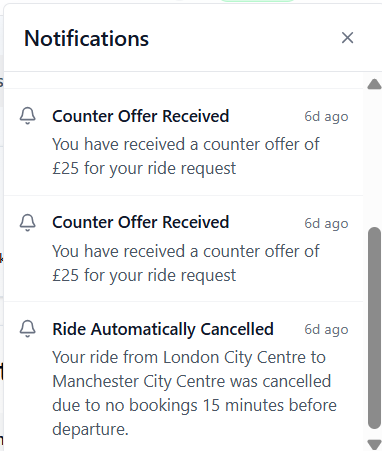 Notifications
Counter Offer Received 6d ago
You have received a counter offer of
£25 for your ride request
Counter Offer Received 6d ago
You have received a counter offer of
£25 for your ride request
Ride Automatically Cancelled 6d ago
Your ride from London City Centre to
Manchester City Centre was cancelled
due to no bookings 15 minutes before
departure.